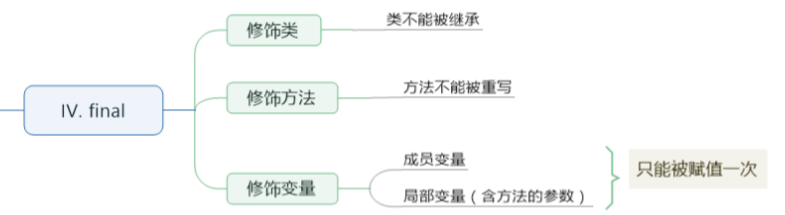 IV. final
修饰类
类不能被继承
修饰方法
方法不能被重写
修饰变量
成员变量
局部变量（含方法的参数）
只能被赋值一次